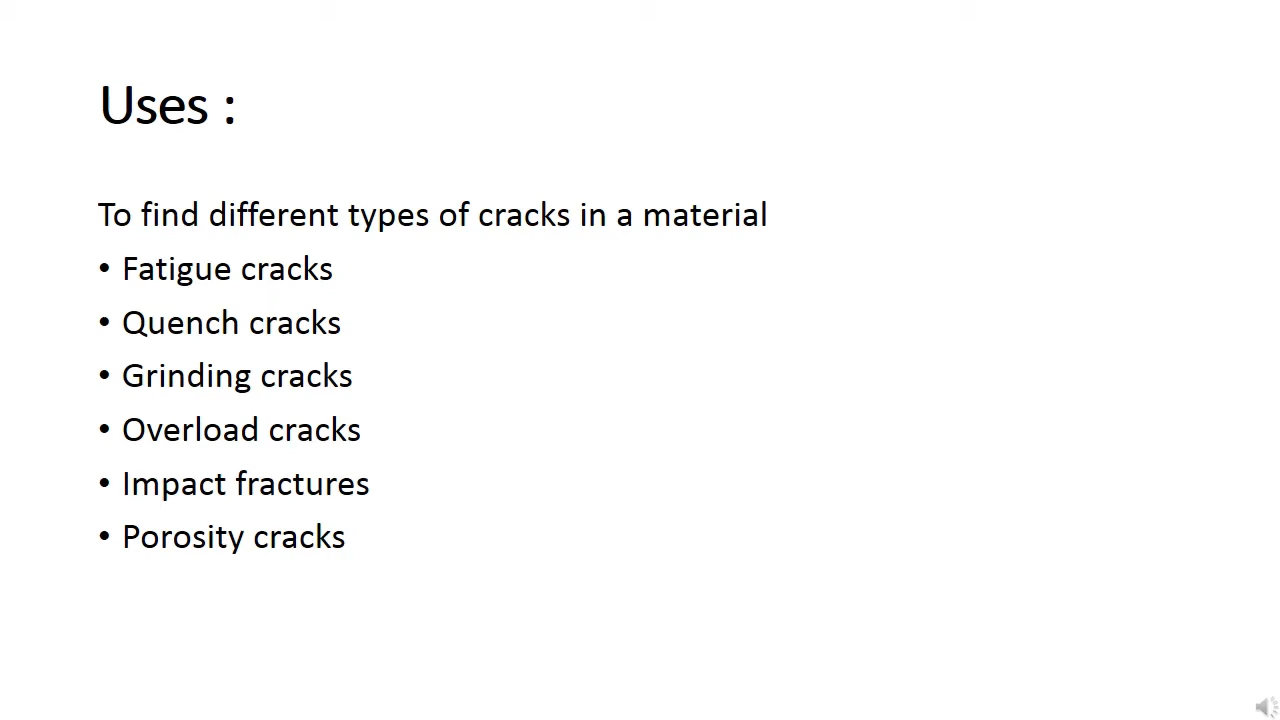 Uses :
To find different types of cracks in a material
• Fatigue cracks
• Quench cracks
• Grinding cracks
• Overload cracks
• Impact fractures
• Porosity cracks